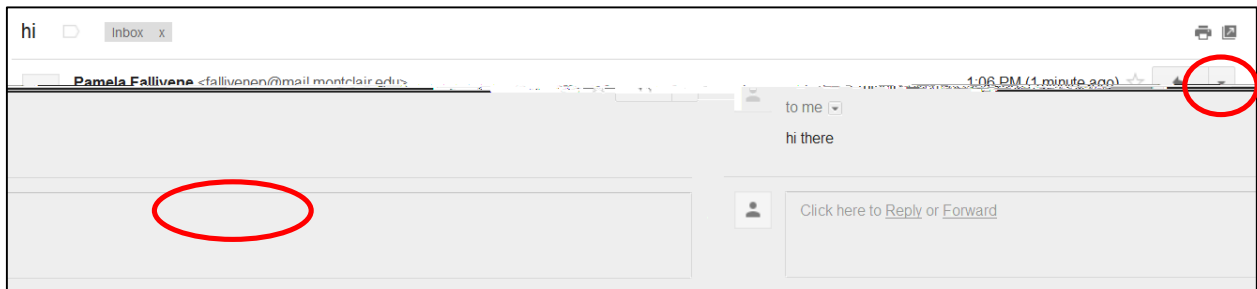 hi Inbox x
Pamela Fallivene <fallivenep@mail.montclair.edu> 1:06 PM (1 minute ago)
to me
hi there
Click here to Reply or Forward